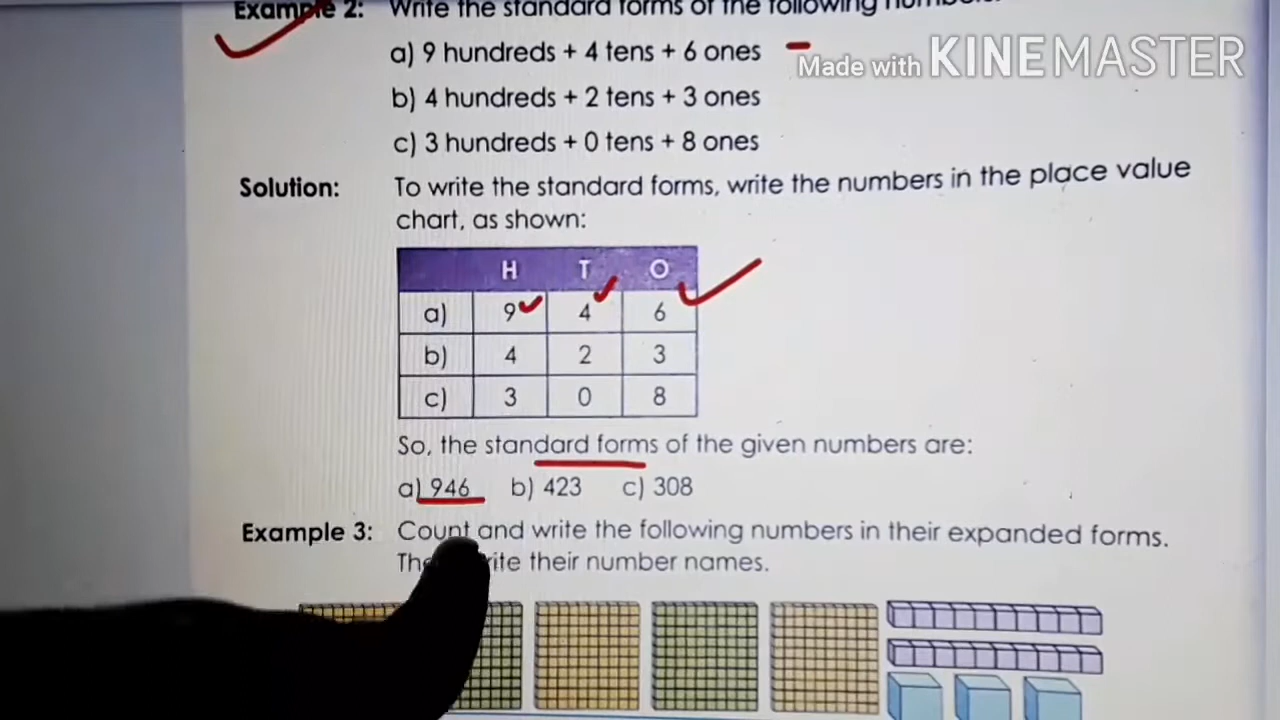 Example 2: Write the standard forms of the following numbers.
a) 9 hundreds + 4 tens + 6 ones
Made with KINEMASTER
b) 4 hundreds + 2 tens + 3 ones
c) 3 hundreds + 0 tens + 8 ones
Solution: To write the standard forms, write the numbers in the place value
chart, as shown:
H T O
a) 9 4 6
b) 4 2 3
c) 3 0 8
So, the standard forms of the given numbers are:
a) 946 b) 423 c) 308
Example 3: Count and write the following numbers in their expanded forms.
their number names.